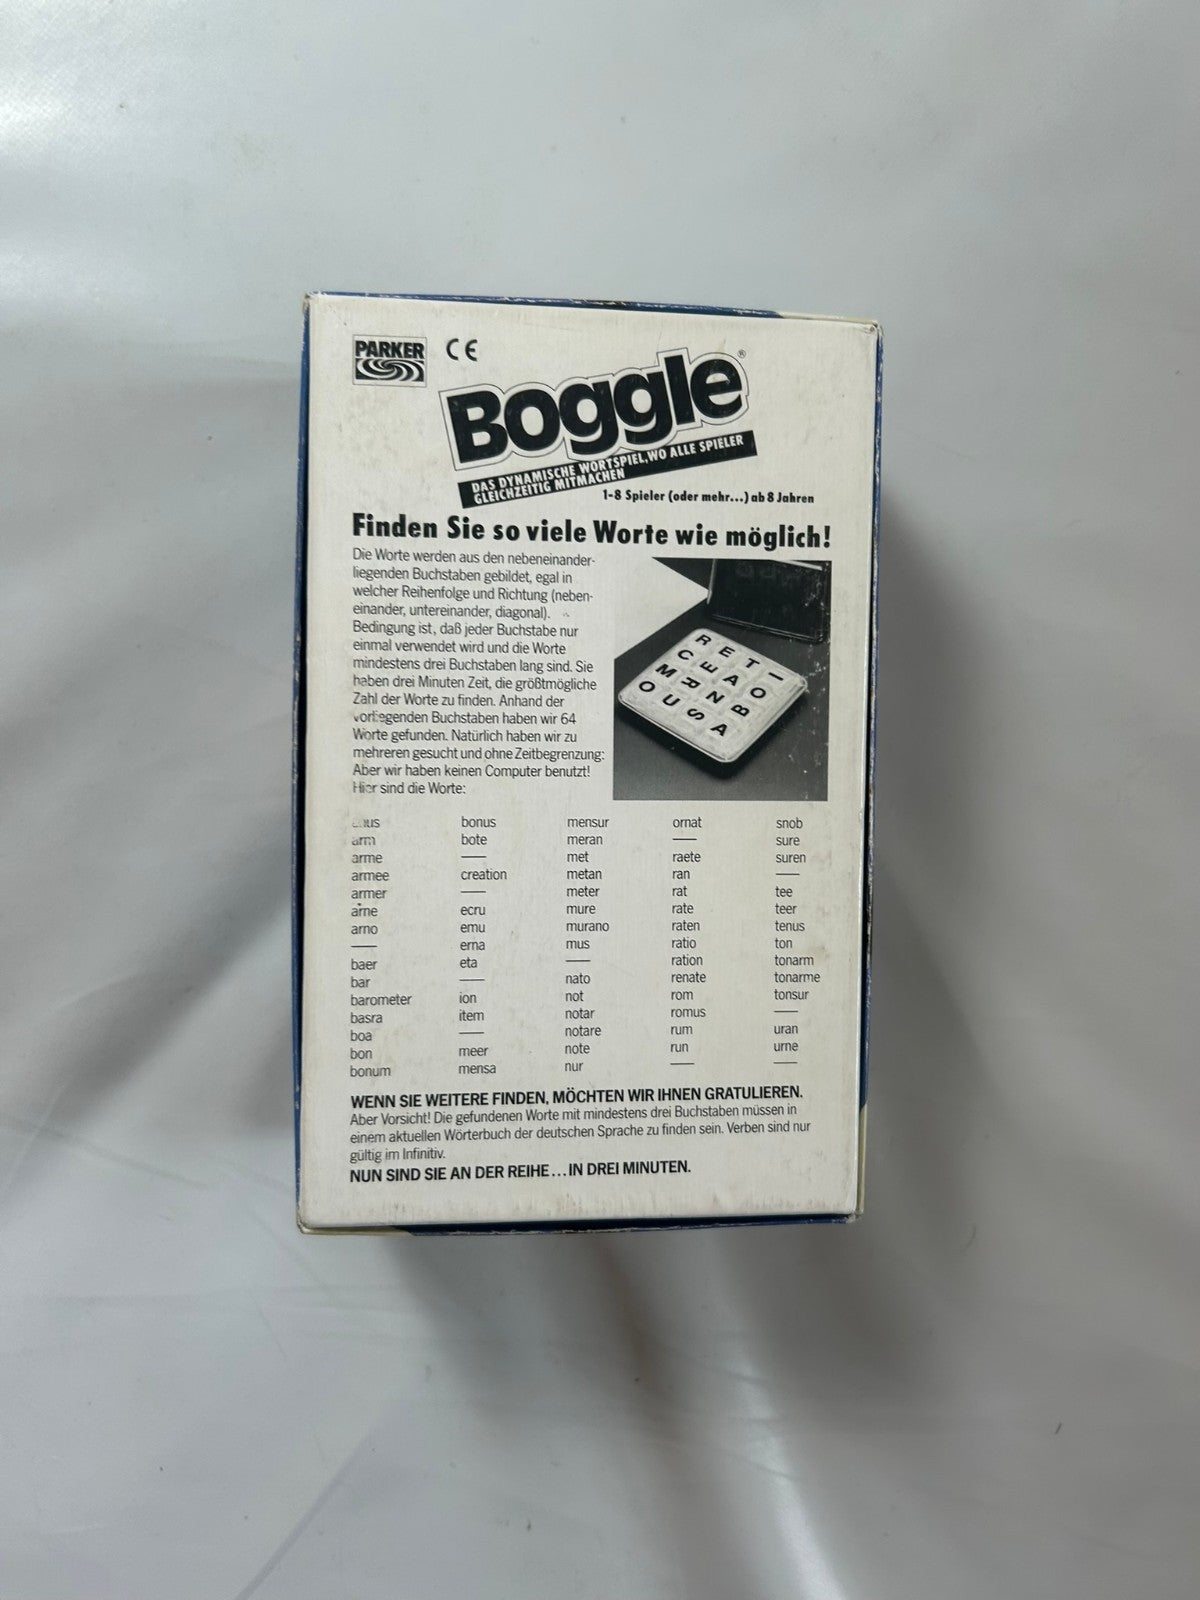 PARKER
CE
Boggle®
DAS DYNAMISCHE WORTSPIEL, WO ALLE SPIELER
GLEICHZEITIG MITMACHEN
1-8 Spieler (oder mehr...) ab 8 Jahren
Finden Sie so viele Worte wie möglich!
Die Worte werden aus den nebeneinander-
liegenden Buchstaben gebildet, egal in
welcher Reihenfolge und Richtung (neben-
einander, untereinander, diagonal).
Bedingung ist, daß jeder Buchstabe nur
einmal verwendet wird und die Worte
mindestens drei Buchstaben lang sind. Sie
haben drei Minuten Zeit, die größtmögliche
Zahl der Worte zu finden. Anhand der
vorliegenden Buchstaben haben wir 64
Worte gefunden. Natürlich haben wir zu
mehreren gesucht und ohne Zeitbegrenzung:
Aber wir haben keinen Computer benutzt!
Hier sind die Worte:
R E T I
C E A O
M R N B
O U S A
arm
arme
armee
armer
arne
arno
baer
bar
barometer
basra
boa
bon
bonum
bonus
bote
creation
ecru
emu
erna
eta
ion
item
meer
mensa
mensur
meran
met
metan
meter
mure
murano
mus
nato
not
notar
notare
note
nur
ornat
raete
ran
rat
rate
raten
ratio
ration
renate
rom
romus
rum
run
snob
sure
suren
tee
teer
tenus
ton
tonarm
tonarme
tonsur
uran
urne
WENN SIE WEITERE FINDEN, MÖCHTEN WIR IHNEN GRATULIEREN.
Aber Vorsicht! Die gefundenen Worte mit mindestens drei Buchstaben müssen in
einem aktuellen Wörterbuch der deutschen Sprache zu finden sein. Verben sind nur
gültig im Infinitiv.
NUN SIND SIE AN DER REIHE... IN DREI MINUTEN.